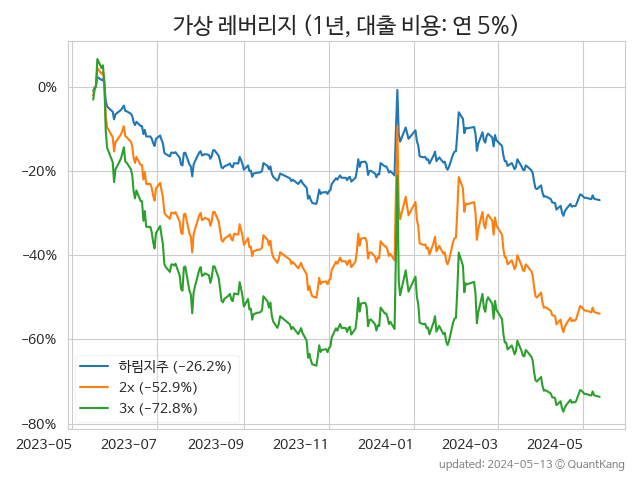 가상 레버리지 (1년, 대출 비용: 연 5%)
0%
−20%
−40%
−60%
−80%
하림지주 (−26.2%)
2x (−52.9%)
3x (−72.8%)
2023-05 2023-07 2023-09 2023-11 2024-01 2024-03 2024-05
updated: 2024-05-13 © QuantKang